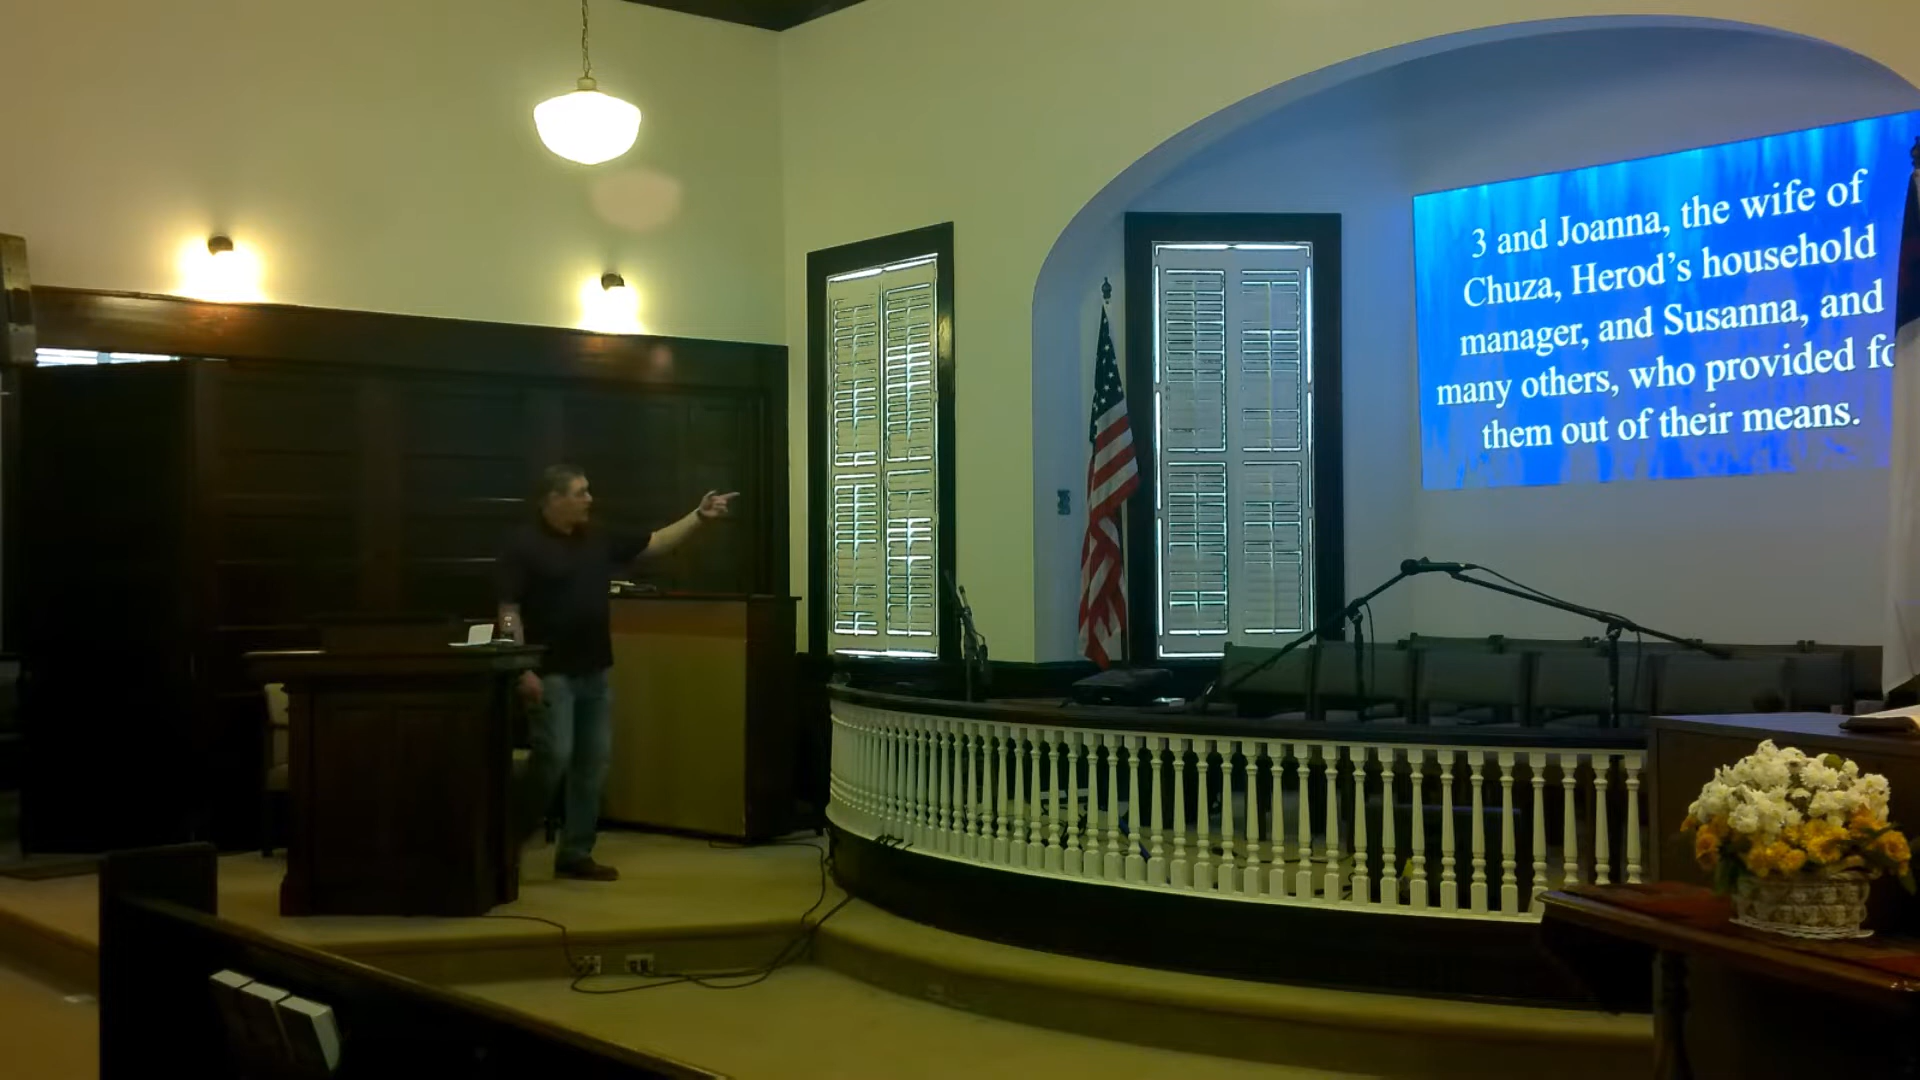 3 and Joanna, the wife of
Chuza, Herod's household
manager, and Susanna, and
many others, who provided
them out of their means.